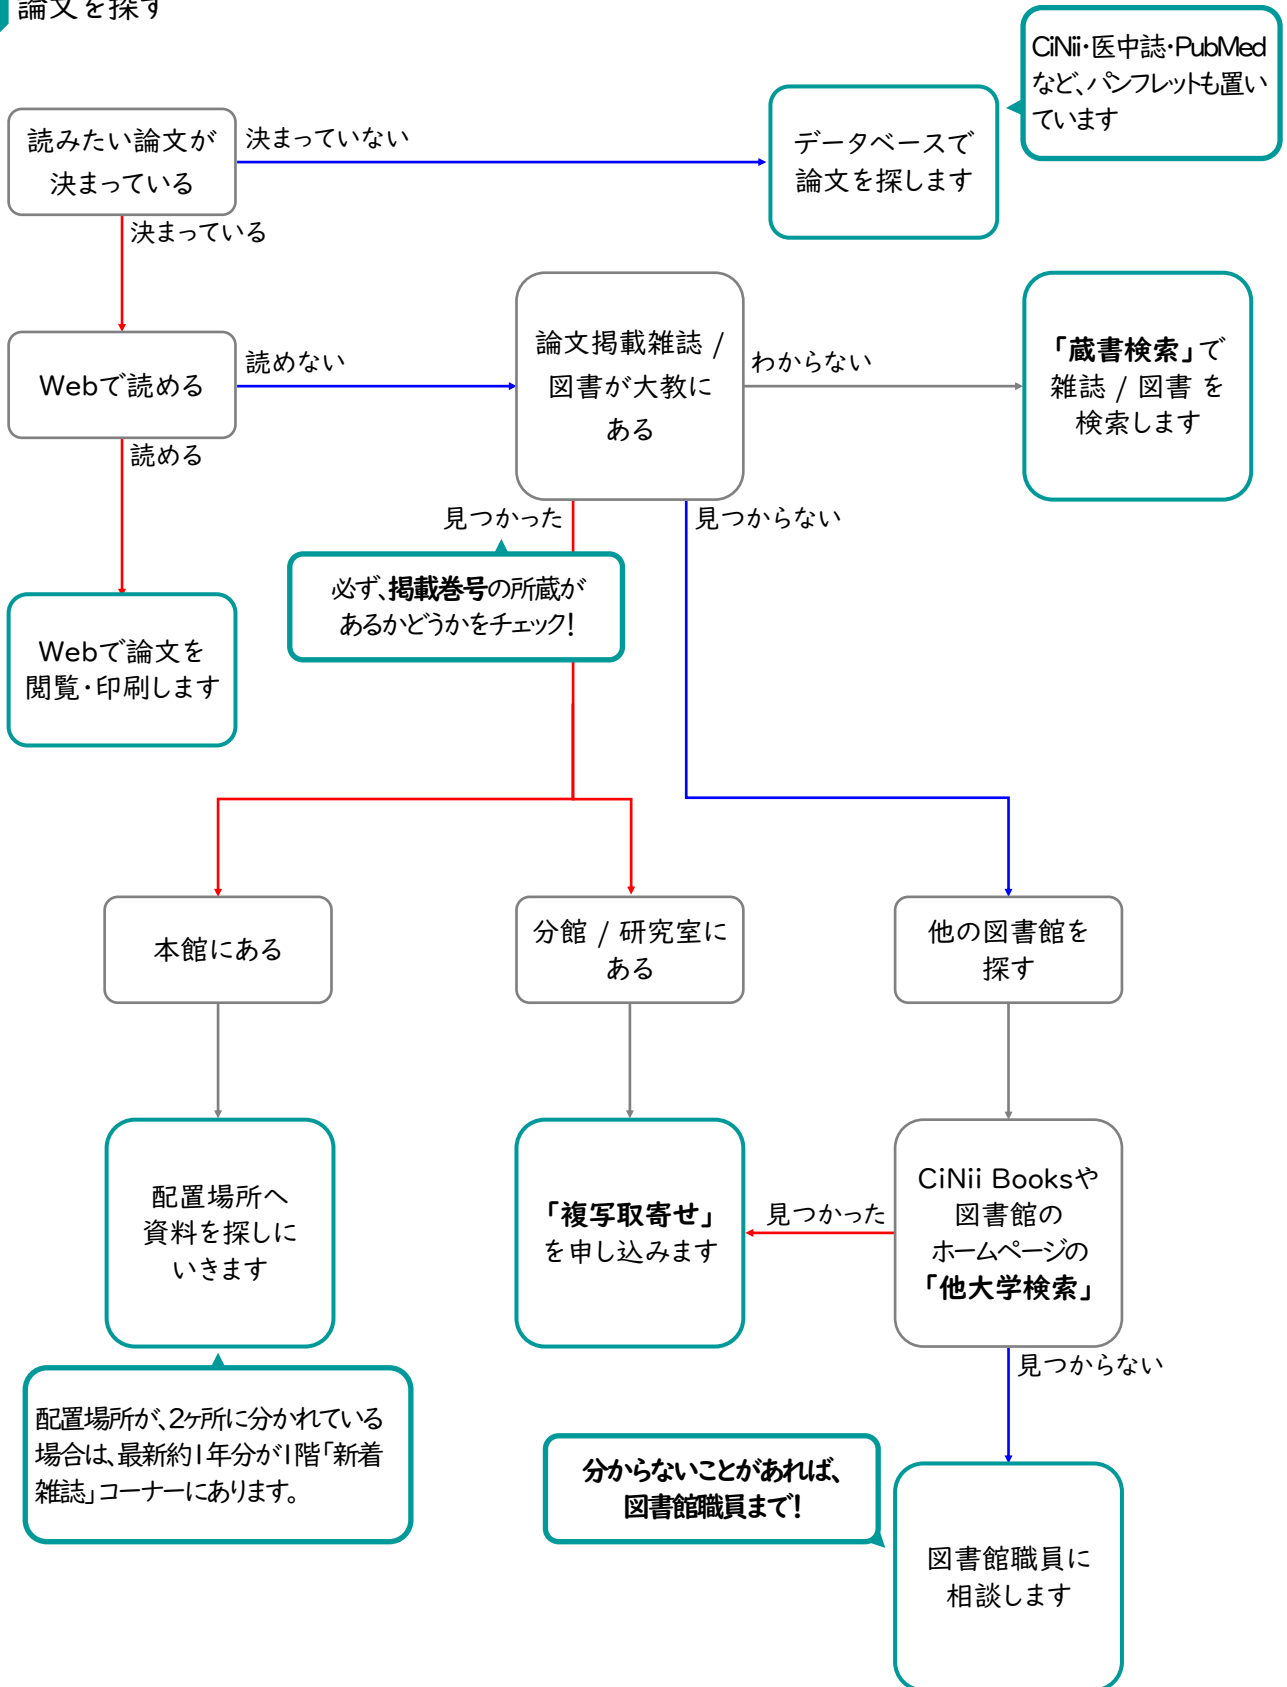 論文を探す
CiNii・医中誌・PubMed
など、パンフレットも置い
ています
読みたい論文が
決まっている
決まっていない
データベースで
論文を探します
決まっている
Webで読める
読めない
論文掲載雑誌 /
図書が大教に
ある
わからない
「蔵書検索」で
雑誌 / 図書 を
検索します
読める
見つかった
見つからない
必ず、掲載巻号の所蔵が
あるかどうかをチェック!
Webで論文を
閲覧・印刷します
本館にある
分館 / 研究室に
ある
他の図書館を
探す
配置場所へ
資料を探しに
いきます
「複写取寄せ」
を申し込みます
見つかった
CiNii Booksや
図書館の
ホームページの
「他大学検索」
見つからない
配置場所が、2ヶ所に分かれている
場合は、最新約1年分が1階「新着
雑誌」コーナーにあります。
分からないことがあれば、
図書館職員まで!
図書館職員に
相談します